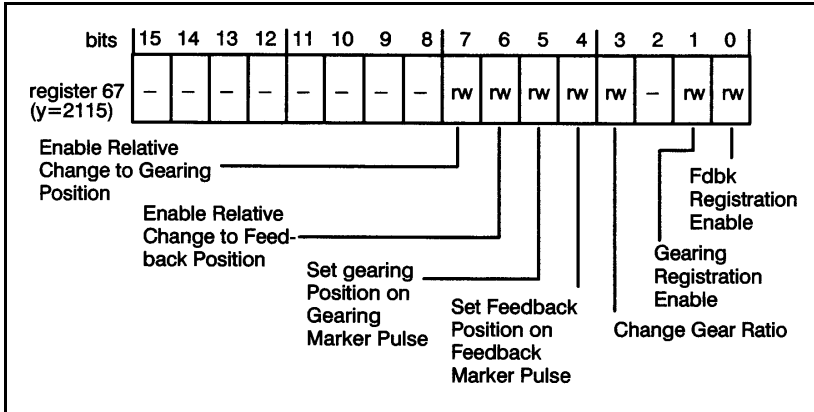 bits 15 14 13 12 11 10 9 8 7 6 5 4 3 2 1 0
register 67
(y=2115)
– – – – – – – – rw rw rw rw rw – rw rw
Enable Relative
Change to Gearing
Position
Enable Relative
Change to Feed-
back Position
Set gearing
Position on
Gearing
Marker Pulse
Set Feedback
Position on
Feedback
Marker Pulse
Change Gear Ratio
Gearing
Registration
Enable
Fdbk
Registration
Enable